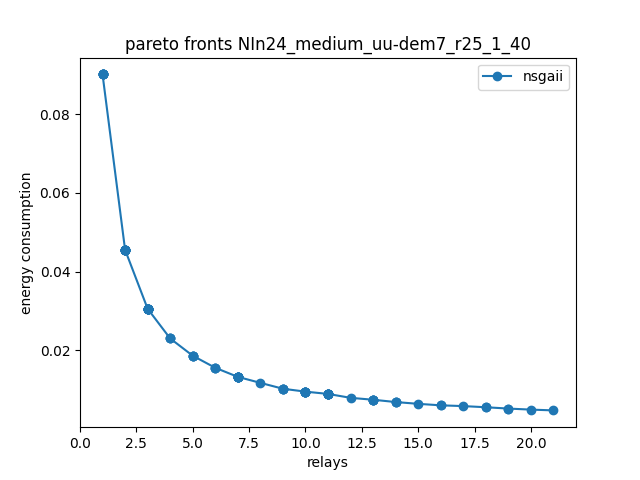 pareto fronts NIn24_medium_uu-dem7_r25_1_40
nsgaii
energy consumption
0.08
0.06
0.04
0.02
0.0 2.5 5.0 7.5 10.0 12.5 15.0 17.5 20.0
relays